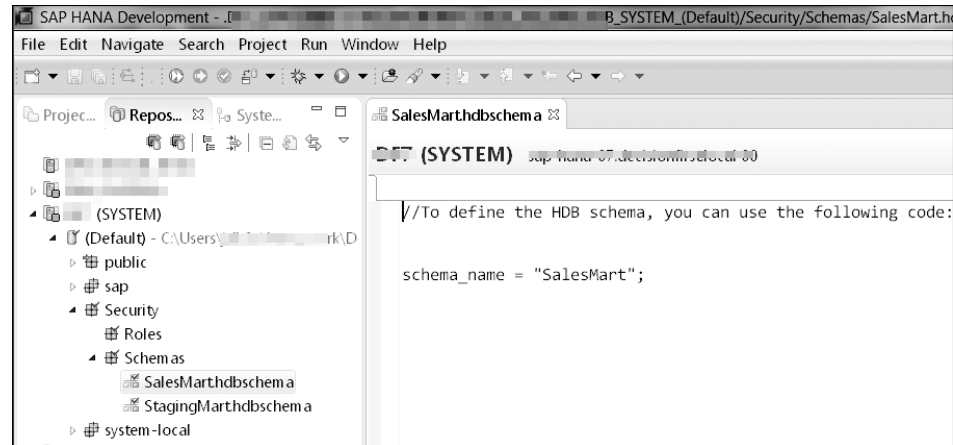 SAP HANA Development - .D B_SYSTEM_(Default)/Security/Schemas/SalesMart.h
File Edit Navigate Search Project Run Window Help
Projec... Repos... Syste...
SalesMart.hdbschema
(SYSTEM)
(SYSTEM)
(Default) - C:\Users\ rk\D
//To define the HDB schema, you can use the following code:
public
sap
schema_name = "SalesMart";
Security
Roles
Schemas
SalesMart.hdbschema
StagingMart.hdbschema
system-local